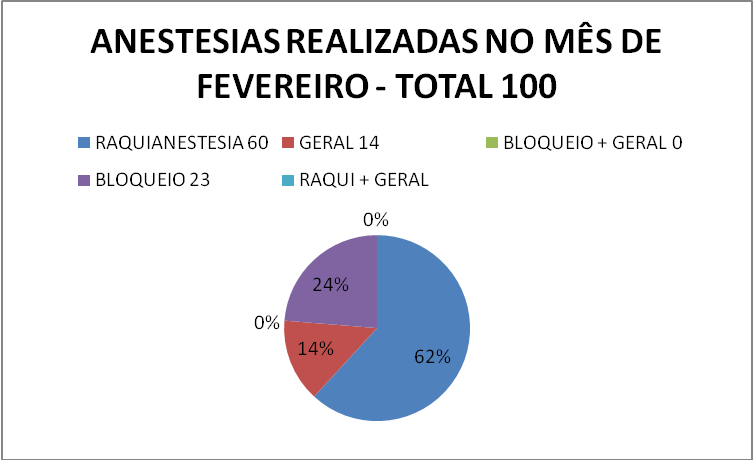 ANESTESIAS REALIZADAS NO MÊS DE
FEVEREIRO - TOTAL 100
RAQUIANESTESIA 60
GERAL 14
BLOQUEIO + GERAL 0
BLOQUEIO 23
RAQUI + GERAL
0%
24%
0%
14%
62%